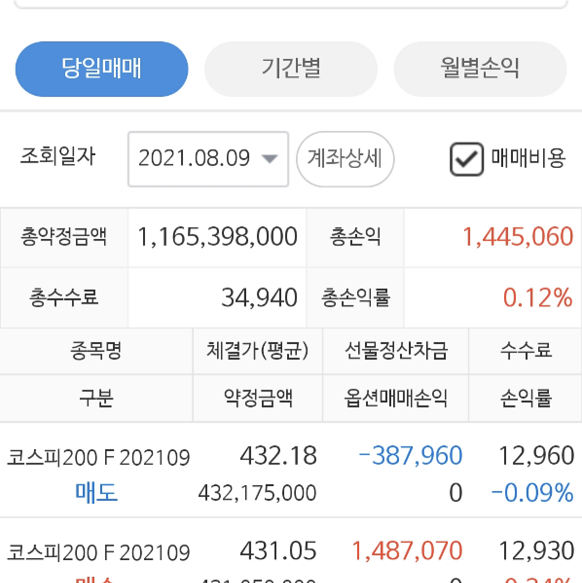 당일매매 기간별 월별손익
조회일자 2021.08.09 계좌상세 매매비용
총약정금액 1,165,398,000 총손익 1,445,060
총수수료 34,940 총손익률 0.12%
종목명 체결가(평균) 선물정산차금 수수료
구분 약정금액 옵션매매손익 손익률
코스피200 F 202109 432.18 -387,960 12,960
매도 432,175,000 0 -0.09%
코스피200 F 202109 431.05 1,487,070 12,930